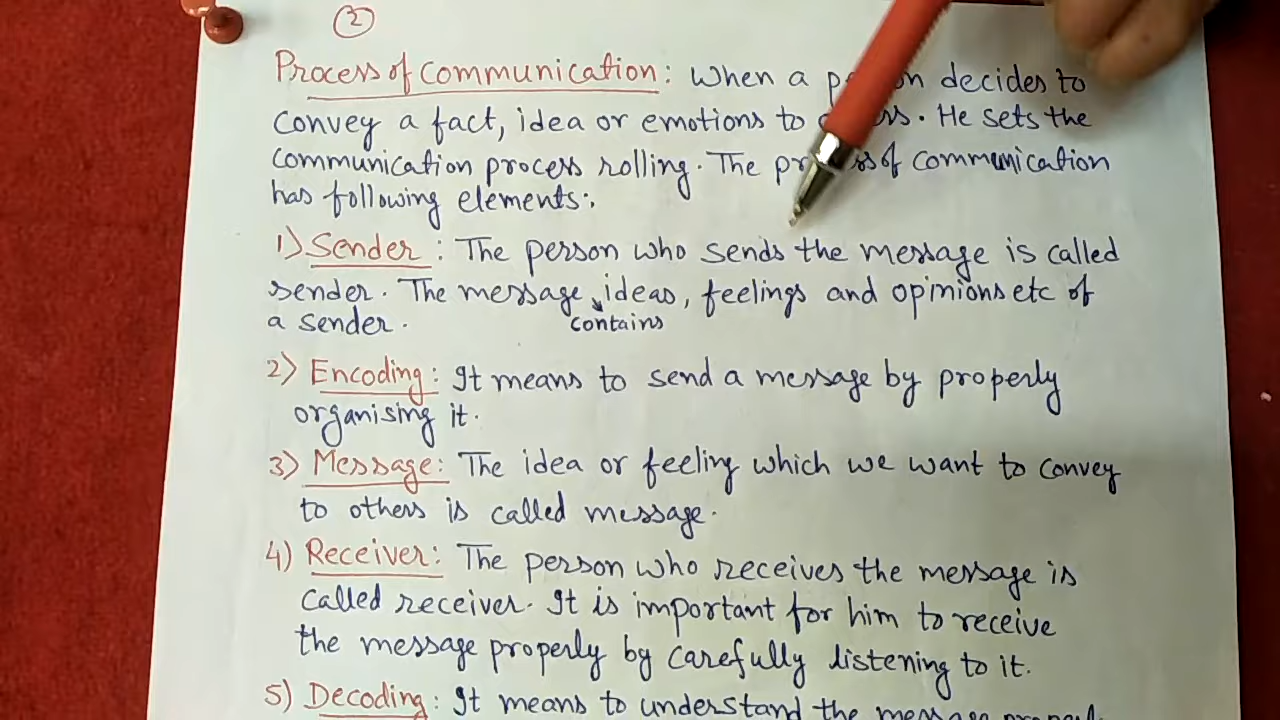 2
Process of Communication: When a decides to
convey a fact, idea or emotions to . He sets the
communication process rolling. The of communication
has following elements:.
1) Sender: The person who sends the message is called
sender. The message ideas, feelings and opinions etc of
a sender. contains
2) Encoding: It means to send a message by properly
organising it.
3) Message: The idea or feeling which we want to convey
to others is called message.
4) Receiver: The person who receives the message is
called receiver. It is important for him to receive
the message properly by carefully listening to it.
5) Decoding: It means to understand the message